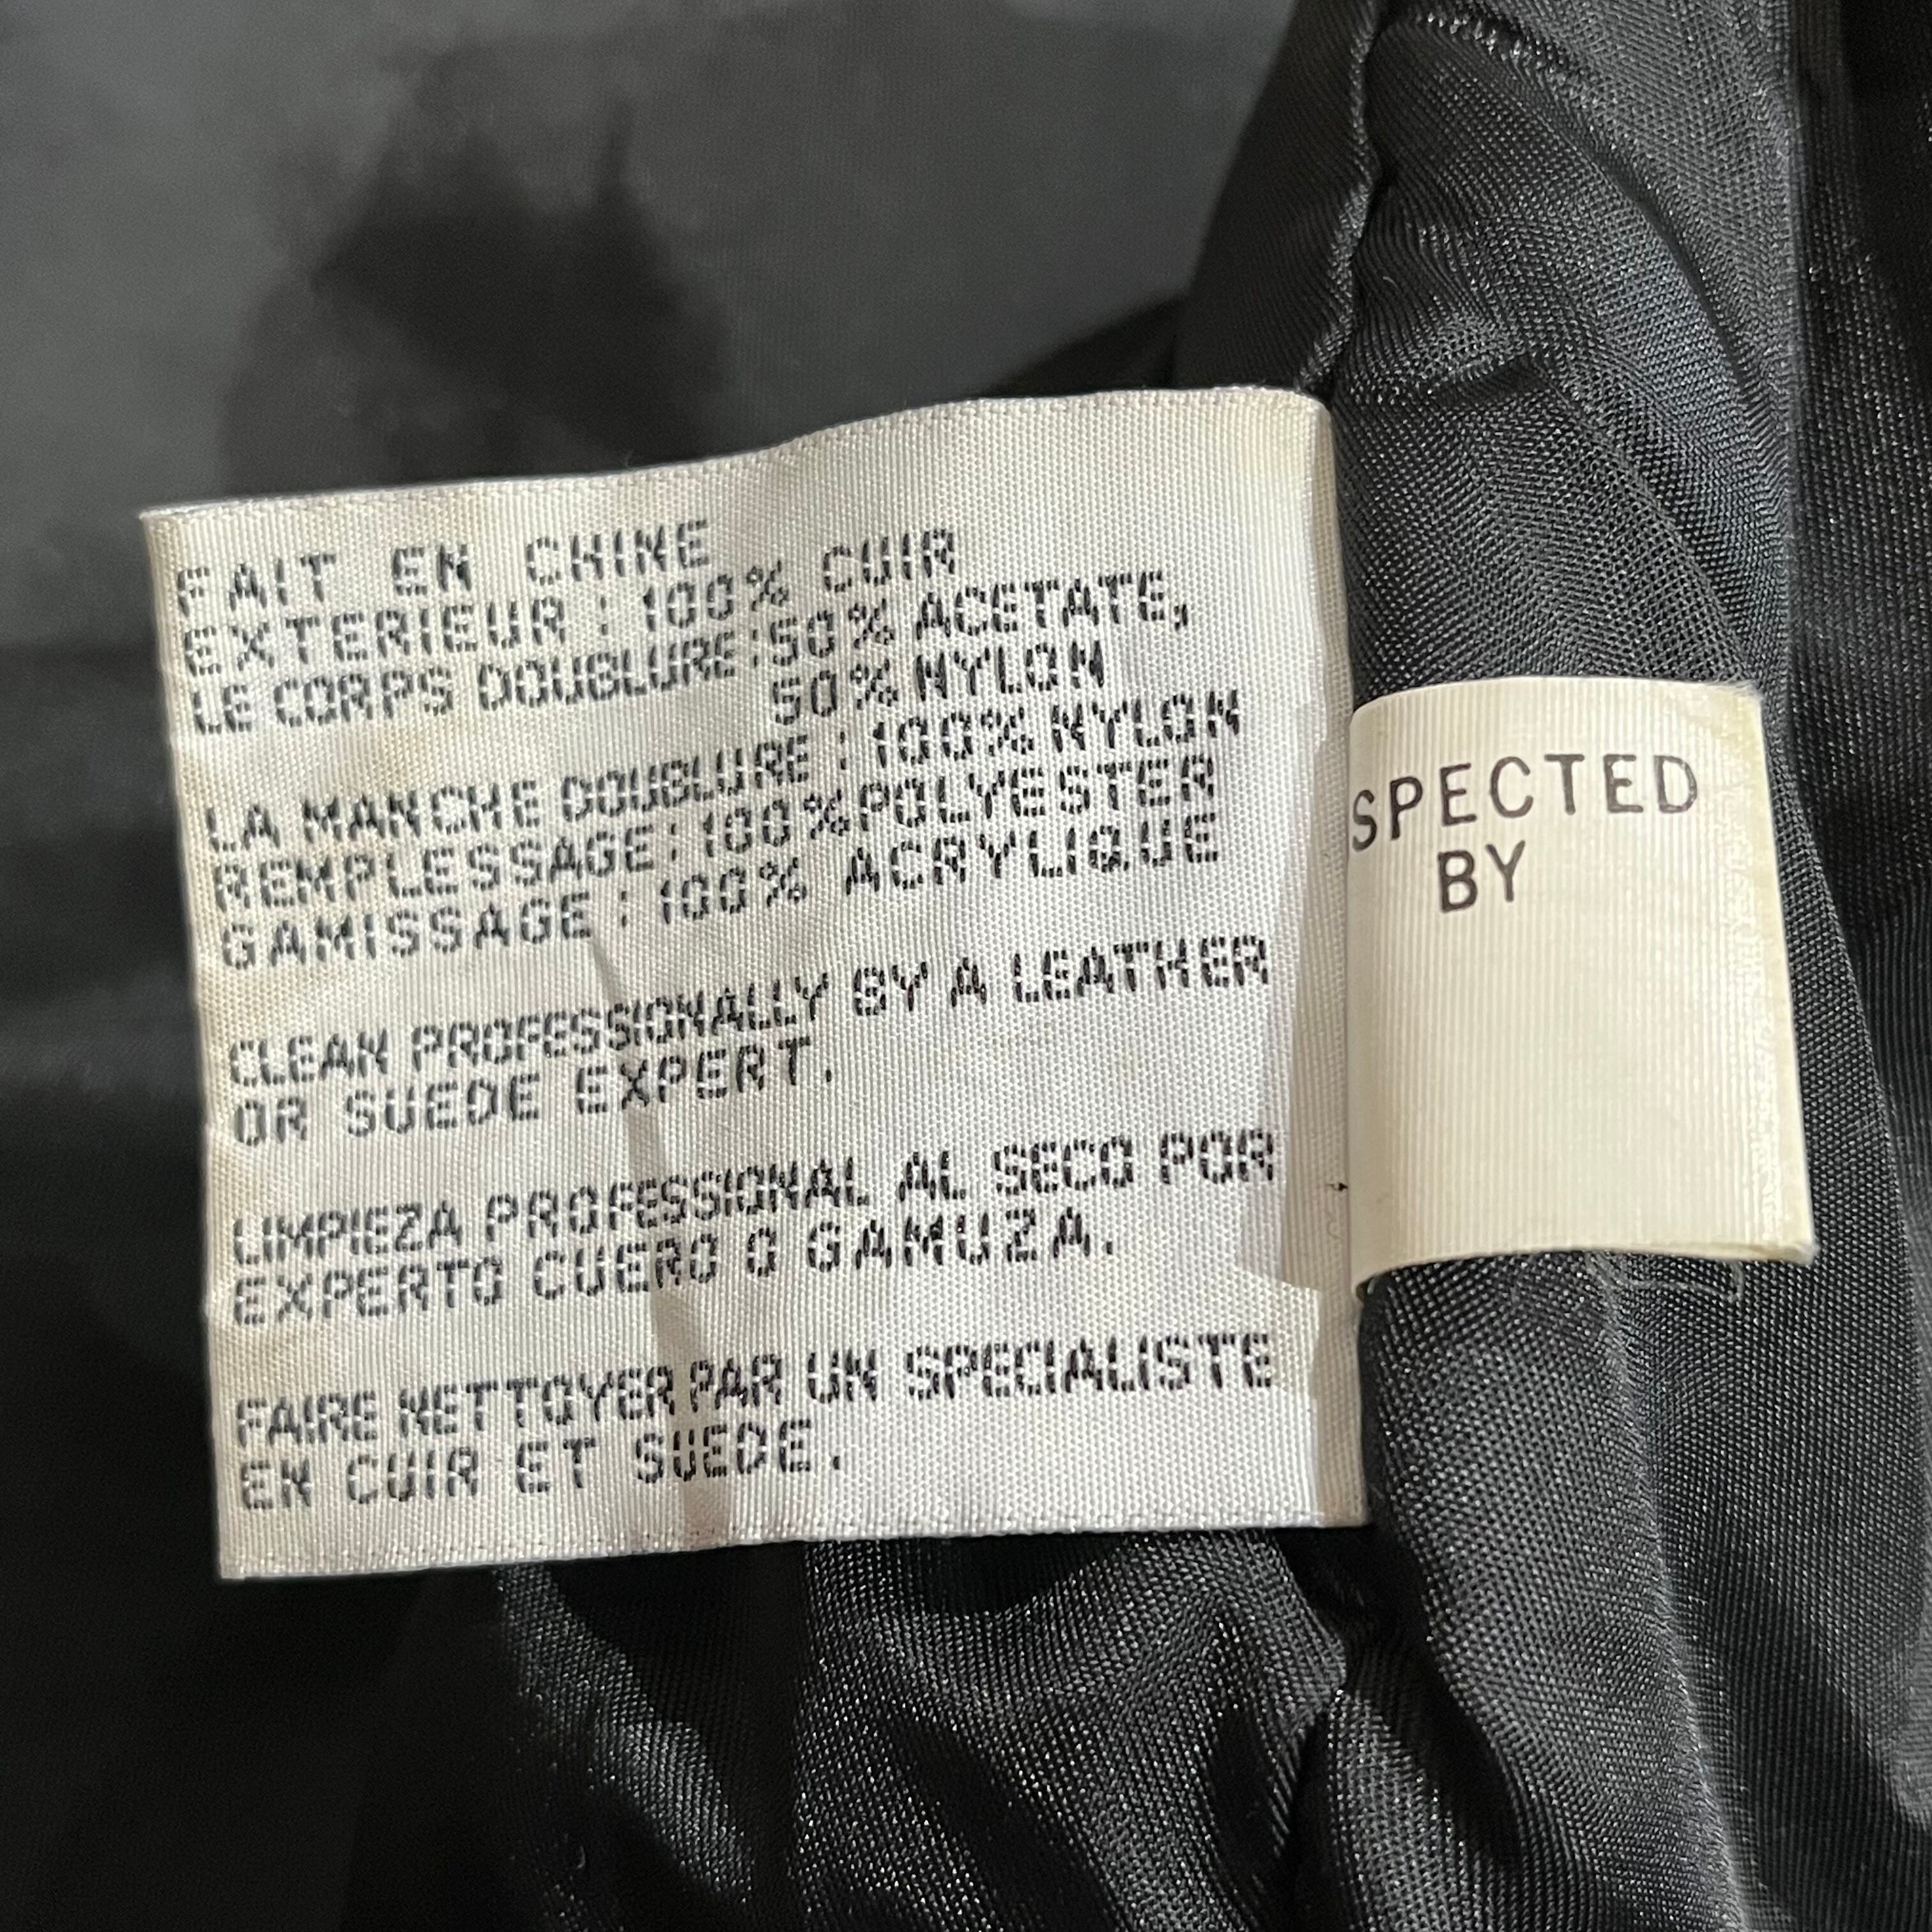 FAIT EN CHINE
EXTERIEUR : 100% CUIR
LE CORPS DOUBLURE :50% ACETATE,
50% NYLON
LA MANCHE DOUBLURE : 100% NYLON
REMPLESSAGE : 100% POLYESTER
GAMISSAGE : 100% ACRYLIQUE
CLEAN PROFESSIONALLY BY A LEATHER
OR SUEDE EXPERT.
LIMPIEZA PROFESSIONAL AL SECO POR
EXPERTO CUERO O GAMUZA.
FAIRE NETTOYER PAR UN SPECIALISTE
EN CUIR ET SUEDE.
SPECTED
BY